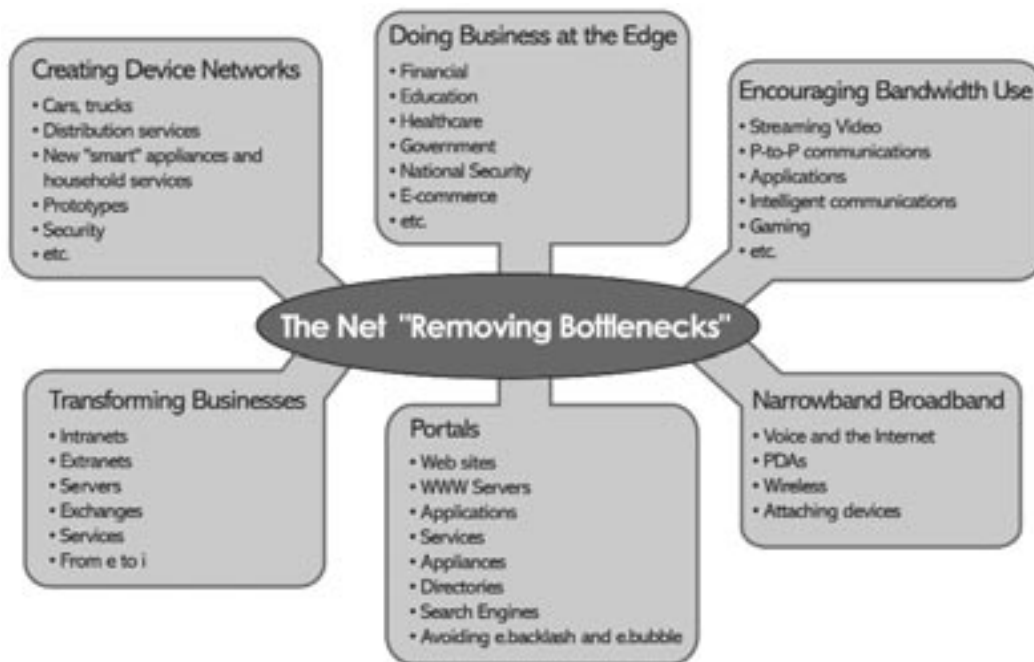 Creating Device Networks
• Cars, trucks
• Distribution services
• New "smart" appliances and
household services
• Prototypes
• Security
• etc.
Doing Business at the Edge
• Financial
• Education
• Healthcare
• Government
• National Security
• E-commerce
• etc.
Encouraging Bandwidth Use
• Streaming Video
• P-to-P communications
• Applications
• Intelligent communications
• Gaming
• etc.
The Net "Removing Bottlenecks"
Transforming Businesses
• Intranets
• Extranets
• Servers
• Exchanges
• Services
• From e to i
Portals
• Web sites
• WWW Servers
• Applications
• Services
• Appliances
• Directories
• Search Engines
• Avoiding e.backlash and e.bubble
Narrowband Broadband
• Voice and the Internet
• PDAs
• Wireless
• Attaching devices